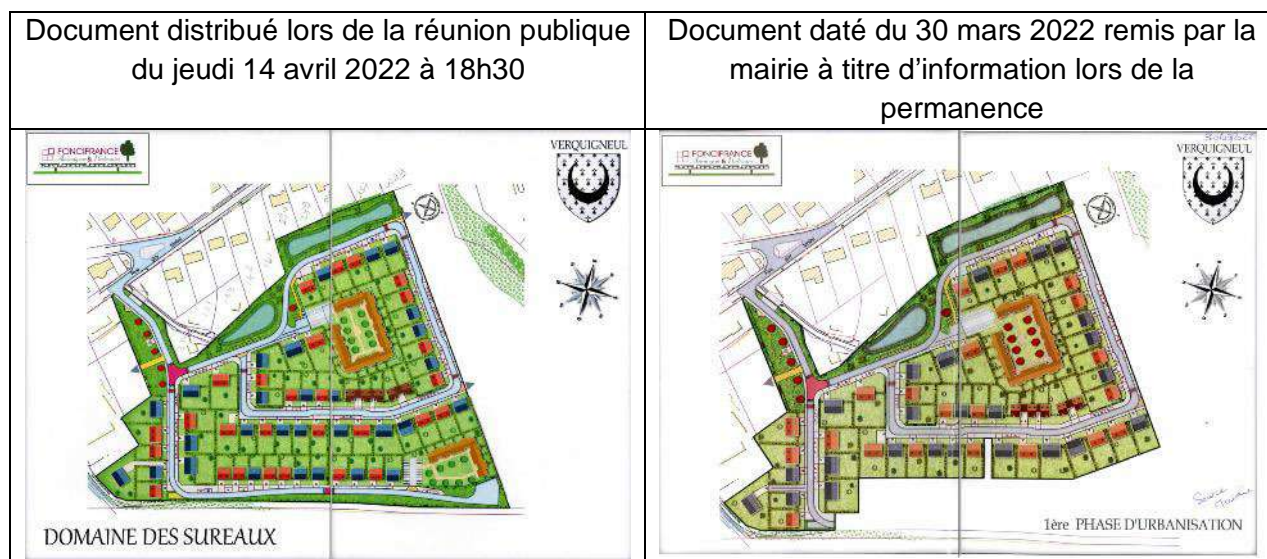 Document distribué lors de la réunion publique
du jeudi 14 avril 2022 à 18h30
Document daté du 30 mars 2022 remis par la
mairie à titre d'information lors de la
permanence
FONCIFRANCE
VERQUIGNEUL
DOMAINE DES SUREAUX
FONCIFRANCE
VERQUIGNEUL
1ère PHASE D'URBANISATION